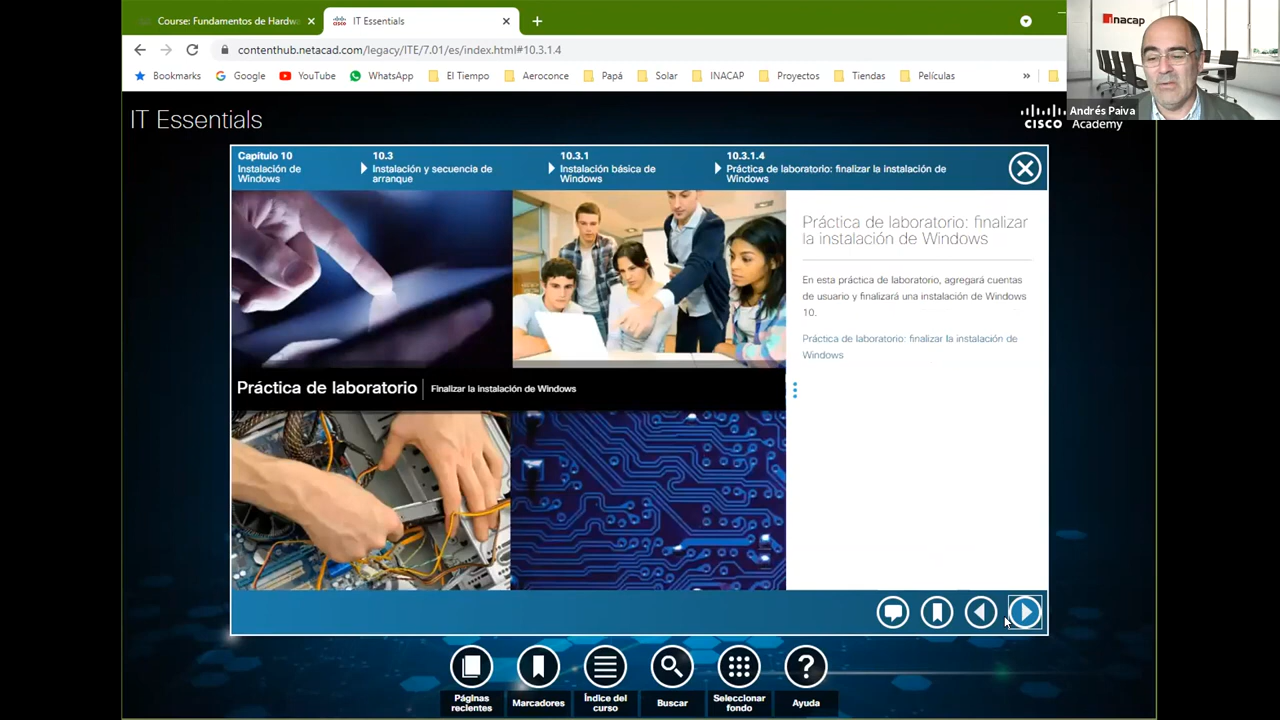 Course: Fundamentos de Hardwa
IT Essentials
contenthub.netacad.com/legacy/ITE/7.01/es/index.html#10.3.1.4
Bookmarks
Google
YouTube
WhatsApp
El Tiempo
Aeroconce
Papá
Solar
INACAP
Proyectos
Tiendas
Películas
»
inacap
Andrés Paiva
IT Essentials
CISCO Academy
Capítulo 10
Instalación de
Windows
10.3
Instalación y secuencia de
arranque
10.3.1
Instalación básica de
Windows
10.3.1.4
Práctica de laboratorio: finalizar la instalación de
Windows
Práctica de laboratorio
Finalizar la instalación de Windows
Práctica de laboratorio: finalizar
la instalación de Windows
En esta práctica de laboratorio, agregará cuentas
de usuario y finalizará una instalación de Windows
10.
Práctica de laboratorio: finalizar la instalación de
Windows
Páginas
recientes
Marcadores
Índice del
curso
Buscar
Seleccionar
fondo
?
Ayuda